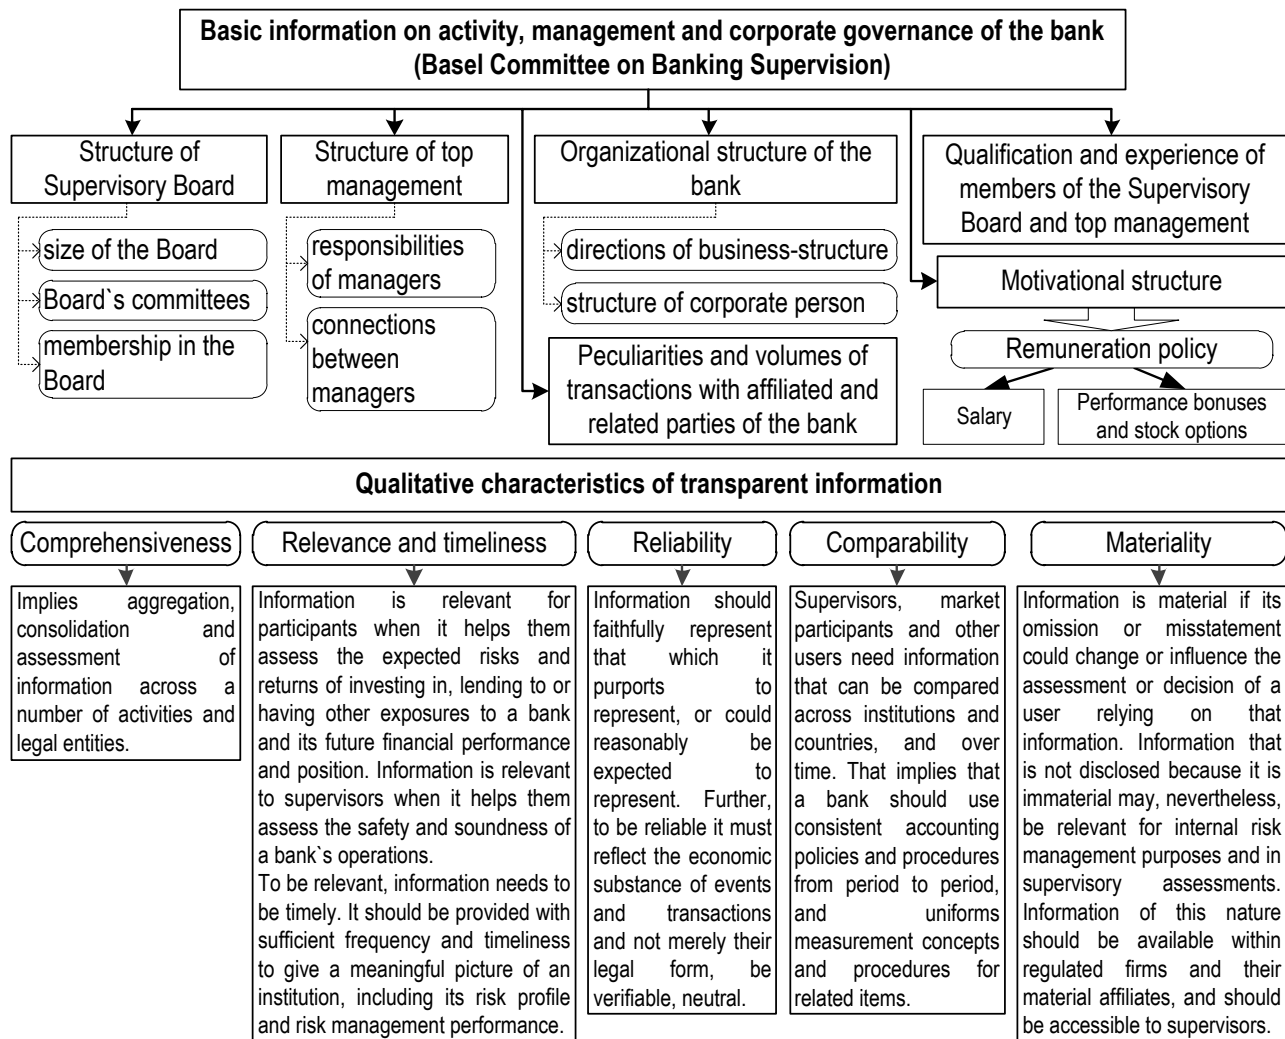 Basic information on activity, management and corporate governance of the bank
(Basel Committee on Banking Supervision)
Structure of
Supervisory Board
size of the Board
Board`s committees
membership in the
Board
Structure of top
management
responsibilities
of managers
connections
between
managers
Organizational structure of the
bank
directions of business-structure
structure of corporate person
Peculiarities and volumes of
transactions with affiliated and
related parties of the bank
Qualification and experience of
members of the Supervisory
Board and top management
Motivational structure
Remuneration policy
Salary
Performance bonuses
and stock options
Qualitative characteristics of transparent information
Comprehensiveness
Implies aggregation,
consolidation and
assessment of
information across a
number of activities and
legal entities.
Relevance and timeliness
Information is relevant for
participants when it helps them
assess the expected risks and
returns of investing in, lending to or
having other exposures to a bank
and its future financial performance
and position. Information is relevant
to supervisors when it helps them
assess the safety and soundness of
a bank`s operations.
To be relevant, information needs to
be timely. It should be provided with
sufficient frequency and timeliness
to give a meaningful picture of an
institution, including its risk profile
and risk management performance.
Reliability
Information should
faithfully represent
that which it
purports to
represent, or could
reasonably be
expected to
represent. Further,
to be reliable it must
reflect the economic
substance of events
and transactions
and not merely their
legal form, be
verifiable, neutral.
Comparability
Supervisors, market
participants and other
users need information
that can be compared
across institutions and
countries, and over
time. That implies that
a bank should use
consistent accounting
policies and procedures
from period to period,
and uniforms
measurement concepts
and procedures for
related items.
Materiality
Information is material if its
omission or misstatement
could change or influence the
assessment or decision of a
user relying on that
information. Information that
is not disclosed because it is
immaterial may, nevertheless,
be relevant for internal risk
management purposes and in
supervisory assessments.
Information of this nature
should be available within
regulated firms and their
material affiliates, and should
be accessible to supervisors.